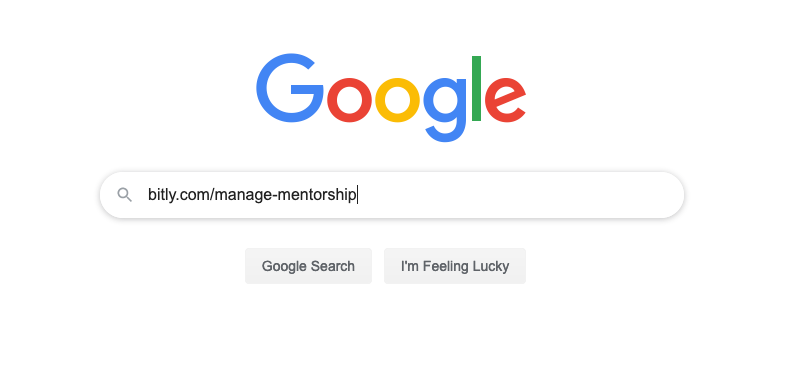 Google
bitly.com/manage-mentorship
Google Search
I'm Feeling Lucky